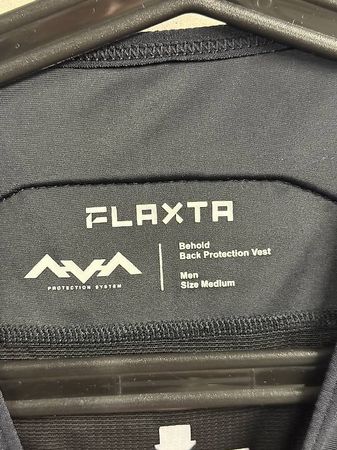 FLAXTA
AVA
PROTECTION SYSTEM
Behold
Back Protection Vest
Men
Size Medium